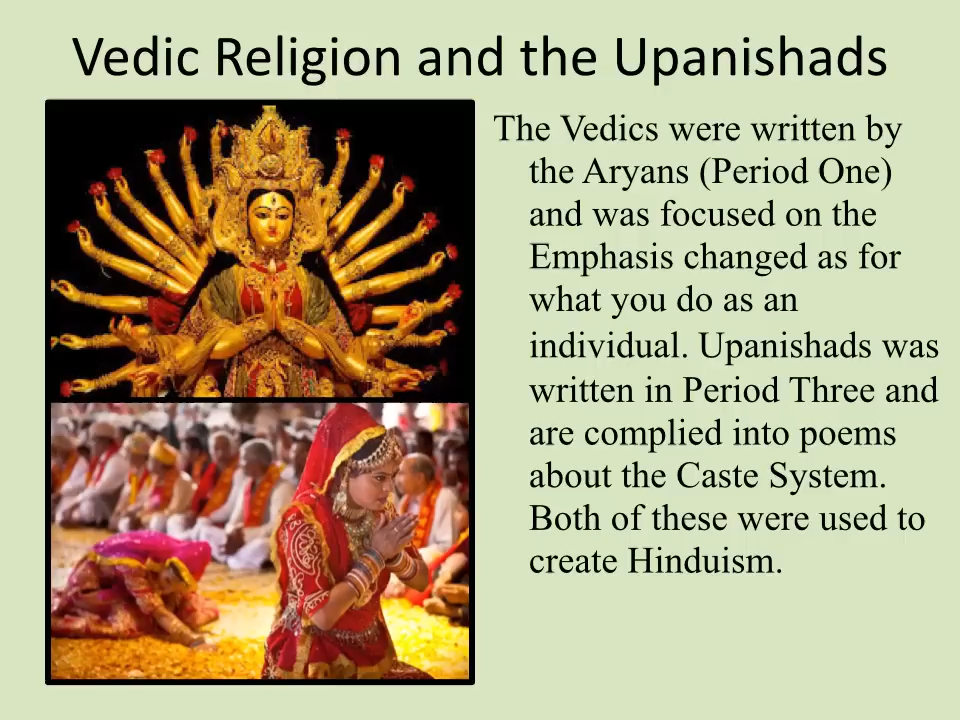 Vedic Religion and the Upanishads
The Vedics were written by
the Aryans (Period One)
and was focused on the
Emphasis changed as for
what you do as an
individual. Upanishads was
written in Period Three and
are complied into poems
about the Caste System.
Both of these were used to
create Hinduism.